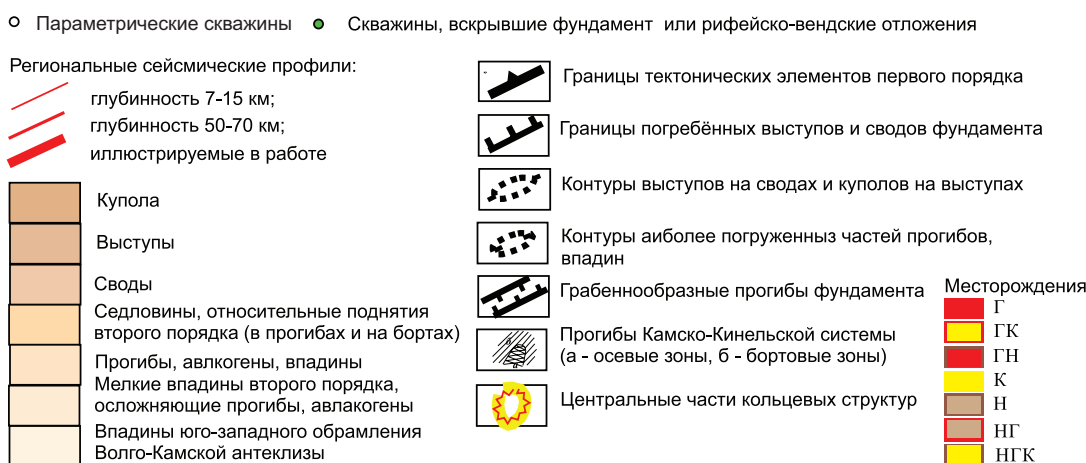 Параметрические скважины
Скважины, вскрывшие фундамент или рифейско-вендские отложения
Региональные сейсмические профили:
глубинность 7-15 км;
глубинность 50-70 км;
иллюстрируемые в работе
Купола
Выступы
Своды
Седловины, относительные поднятия
второго порядка (в прогибах и на бортах)
Прогибы, авлкогены, впадины
Мелкие впадины второго порядка,
осложняющие прогибы, авлакогены
Впадины юго-западного обрамления
Волго-Камской антеклизы
Границы тектонических элементов первого порядка
Границы погребённых выступов и сводов фундамента
Контуры выступов на сводах и куполов на выступах
Контуры аиболее погруженныз частей прогибов,
впадин
Грабеннообразные прогибы фундамента
Прогибы Камско-Кинельской системы
(а - осевые зоны, б - бортовые зоны)
Центральные части кольцевых структур
Месторождения
Г
ГК
ГН
К
Н
НГ
НГК